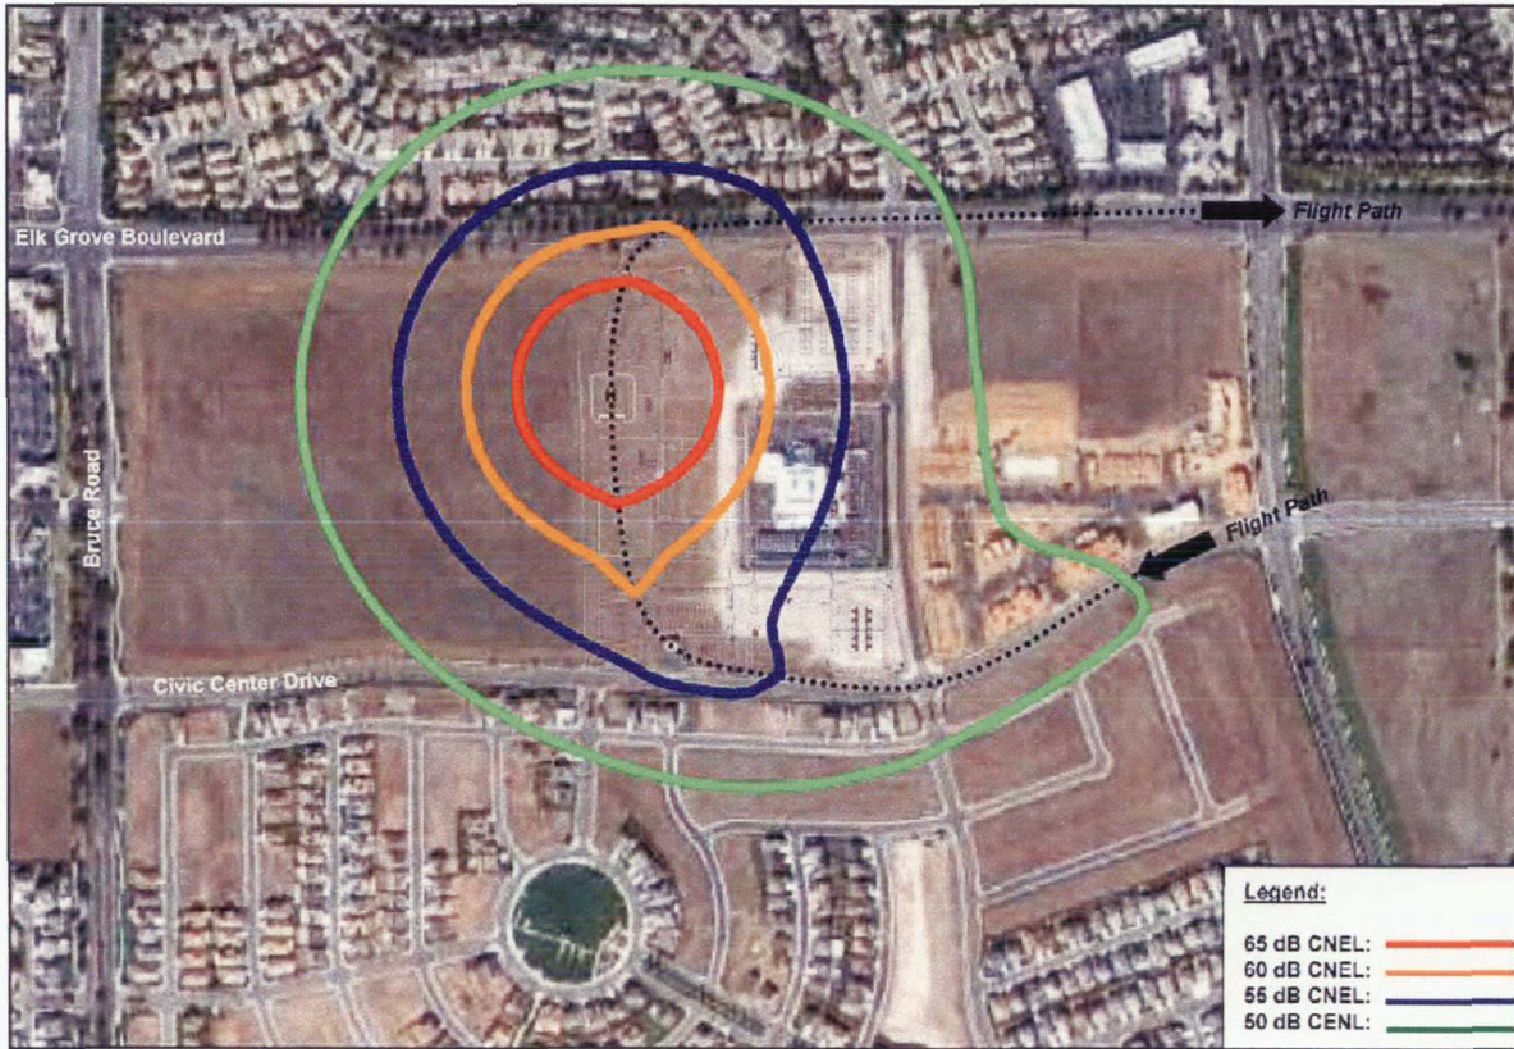 Flight Path
Elk Grove Boulevard
H
Bruce Road
Flight Path
Civic Center Drive
Legend:
65 dB CNEL:
60 dB CNEL:
55 dB CNEL:
50 dB CENL: